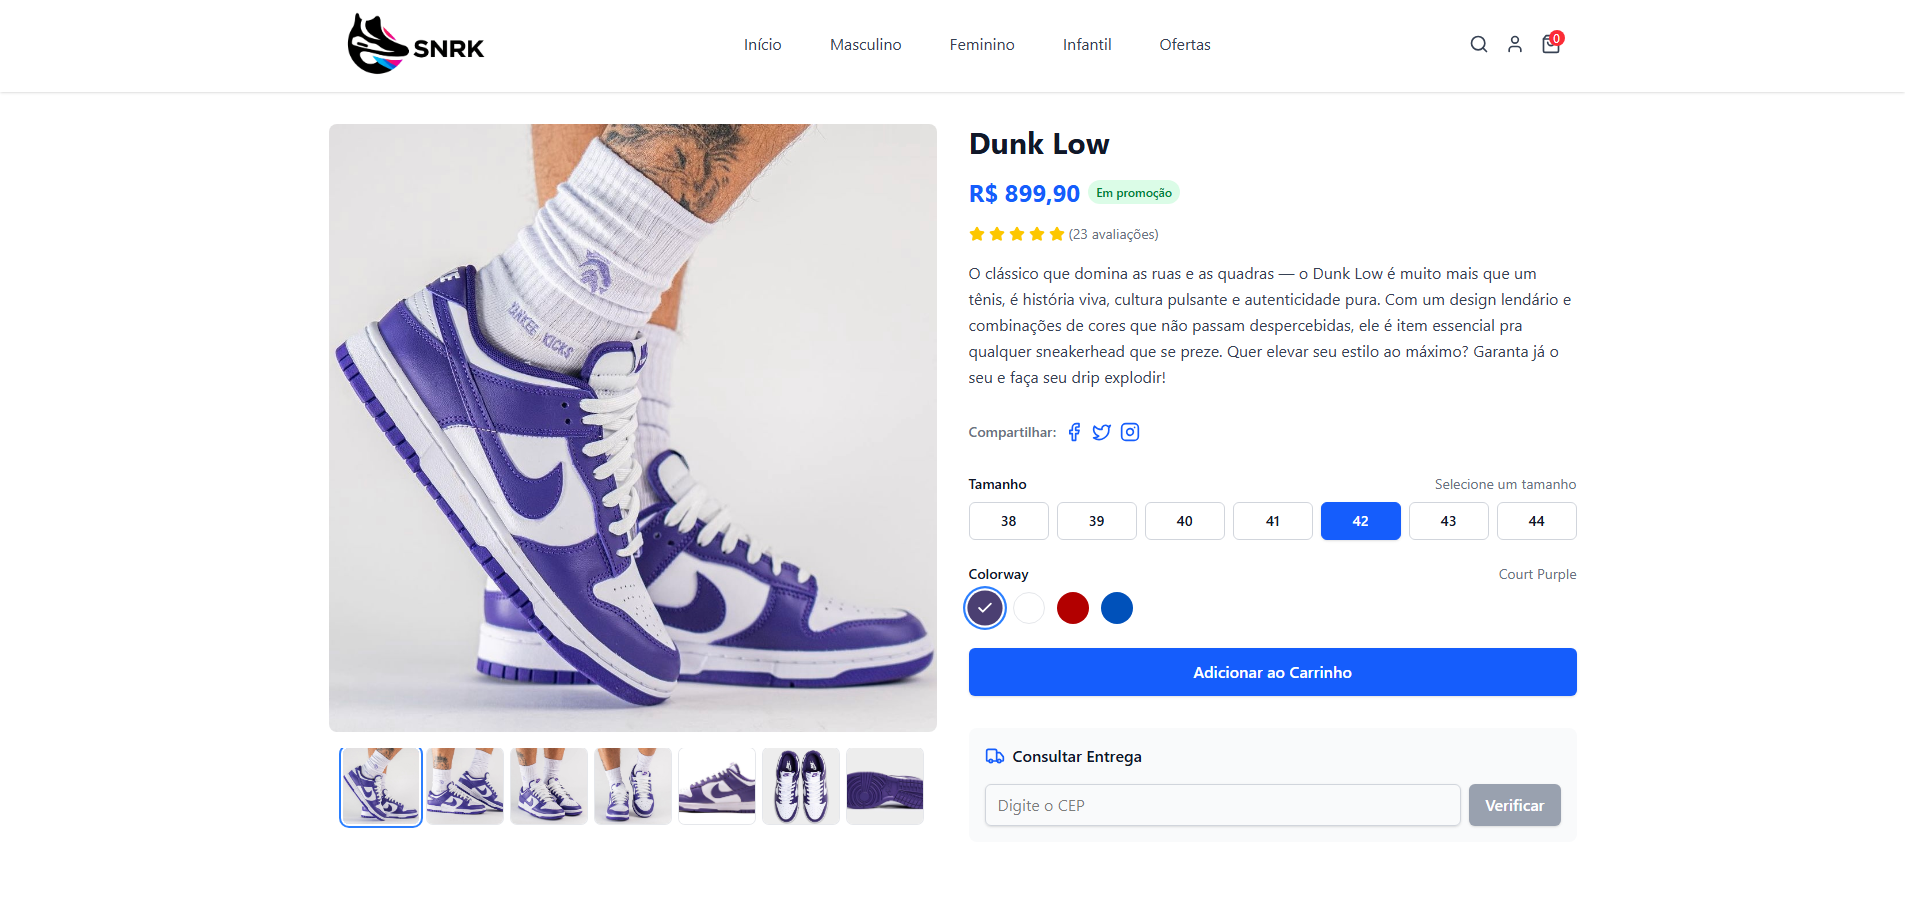 SNRK
Início
Masculino
Feminino
Infantil
Ofertas
0
Dunk Low
R$ 899,90
Em promoção
(23 avaliações)
O clássico que domina as ruas e as quadras — o Dunk Low é muito mais que um
tênis, é história viva, cultura pulsante e autenticidade pura. Com um design lendário e
combinações de cores que não passam despercebidas, ele é item essencial pra
qualquer sneakerhead que se preze. Quer elevar seu estilo ao máximo? Garanta já o
seu e faça seu drip explodir!
Compartilhar:
Tamanho
Selecione um tamanho
38
39
40
41
42
43
44
Colorway
Court Purple
Adicionar ao Carrinho
Consultar Entrega
Digite o CEP
Verificar
YANKEE KICKS